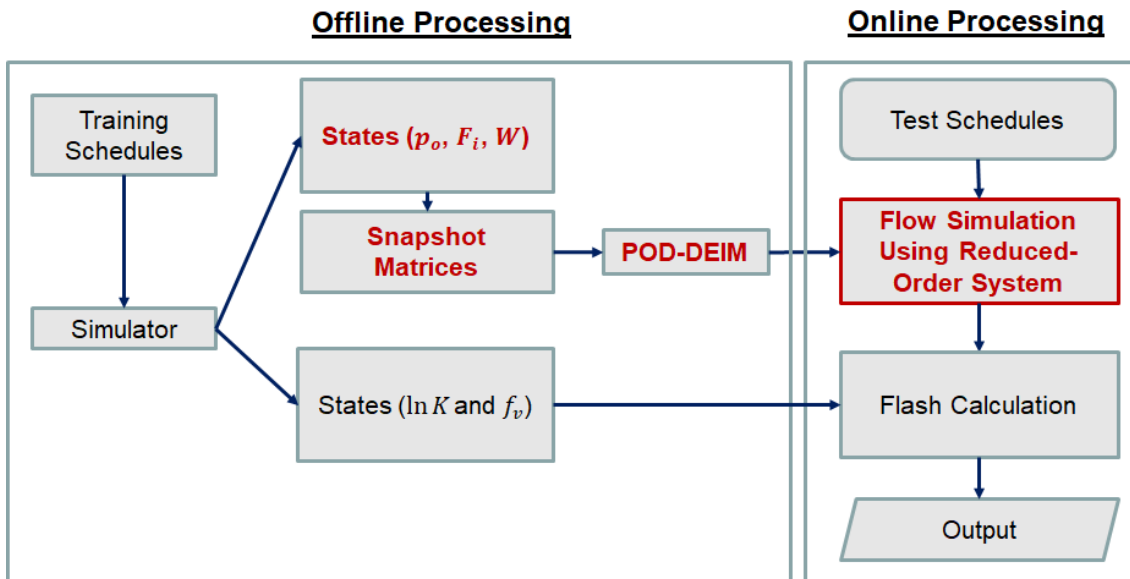 Offline Processing
Online Processing
Training
Schedules
States (p_o, F_i, W)
Test Schedules
Snapshot
Matrices
POD-DEIM
Flow Simulation
Using Reduced-
Order System
Simulator
States (ln K and f_v)
Flash Calculation
Output